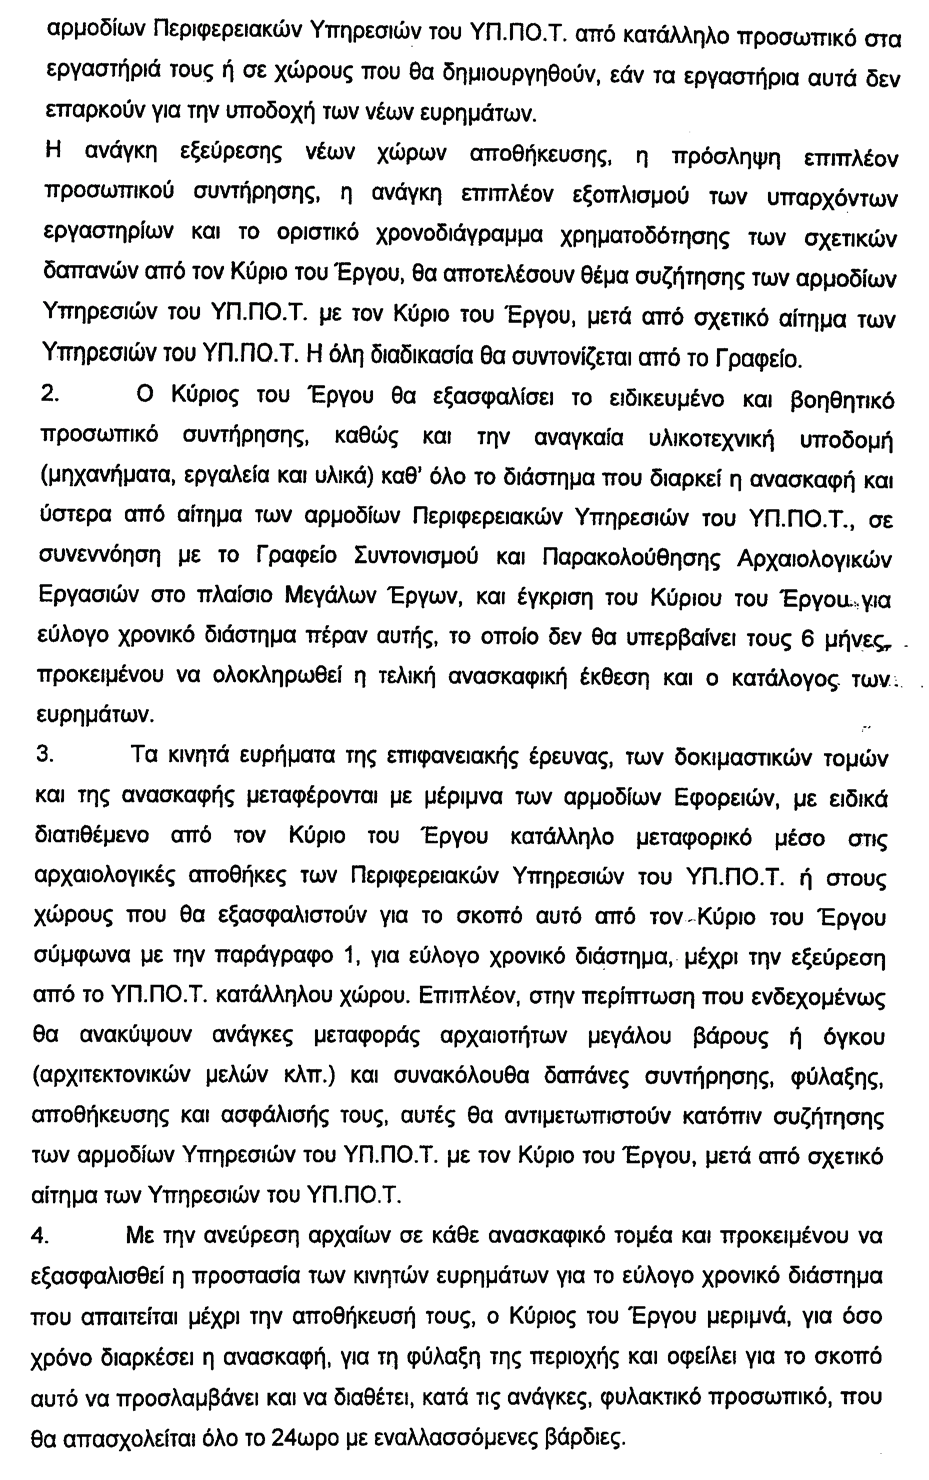 αρμοδίων Περιφερειακών Υπηρεσιών του ΥΠ.ΠΟ.Τ. από κατάλληλο προσωπικό στα
εργαστήριά τους ή σε χώρους που θα δημιουργηθούν, εάν τα εργαστήρια αυτά δεν
επαρκούν για την υποδοχή των νέων ευρημάτων.
Η ανάγκη εξεύρεσης νέων χώρων αποθήκευσης, η πρόσληψη επιπλέον
προσωπικού συντήρησης, η ανάγκη επιπλέον εξοπλισμού των υπαρχόντων
εργαστηρίων και το οριστικό χρονοδιάγραμμα χρηματοδότησης των σχετικών
δαπανών από τον Κύριο του Έργου, θα αποτελέσουν θέμα συζήτησης των αρμοδίων
Υπηρεσιών του ΥΠ.ΠΟ.Τ. με τον Κύριο του Έργου, μετά από σχετικό αίτημα των
Υπηρεσιών του ΥΠ.ΠΟ.Τ. Η όλη διαδικασία θα συντονίζεται από το Γραφείο.
2. Ο Κύριος του Έργου θα εξασφαλίσει το ειδικευμένο και βοηθητικό
προσωπικό συντήρησης, καθώς και την αναγκαία υλικοτεχνική υποδομή
(μηχανήματα, εργαλεία και υλικά) καθ' όλο το διάστημα που διαρκεί η ανασκαφή και
ύστερα από αίτημα των αρμοδίων Περιφερειακών Υπηρεσιών του ΥΠ.ΠΟ.Τ., σε
συνεννόηση με το Γραφείο Συντονισμού και Παρακολούθησης Αρχαιολογικών
Εργασιών στο πλαίσιο Μεγάλων Έργων, και έγκριση του Κύριου του Έργου για
εύλογο χρονικό διάστημα πέραν αυτής, το οποίο δεν θα υπερβαίνει τους 6 μήνες,
προκειμένου να ολοκληρωθεί η τελική ανασκαφική έκθεση και ο κατάλογος των
ευρημάτων.
3. Τα κινητά ευρήματα της επιφανειακής έρευνας, των δοκιμαστικών τομών
και της ανασκαφής μεταφέρονται με μέριμνα των αρμοδίων Εφορειών, με ειδικά
διατιθέμενο από τον Κύριο του Έργου κατάλληλο μεταφορικό μέσο στις
αρχαιολογικές αποθήκες των Περιφερειακών Υπηρεσιών του ΥΠ.ΠΟ.Τ. ή στους
χώρους που θα εξασφαλιστούν για το σκοπό αυτό από τον Κύριο του Έργου
σύμφωνα με την παράγραφο 1, για εύλογο χρονικό διάστημα, μέχρι την εξεύρεση
από το ΥΠ.ΠΟ.Τ. κατάλληλου χώρου. Επιπλέον, στην περίπτωση που ενδεχομένως
θα ανακύψουν ανάγκες μεταφοράς αρχαιοτήτων μεγάλου βάρους ή όγκου
(αρχιτεκτονικών μελών κλπ.) και συνακόλουθα δαπάνες συντήρησης, φύλαξης,
αποθήκευσης και ασφάλισής τους, αυτές θα αντιμετωπιστούν κατόπιν συζήτησης
των αρμοδίων Υπηρεσιών του ΥΠ.ΠΟ.Τ. με τον Κύριο του Έργου, μετά από σχετικό
αίτημα των Υπηρεσιών του ΥΠ.ΠΟ.Τ.
4. Με την ανεύρεση αρχαίων σε κάθε ανασκαφικό τομέα και προκειμένου να
εξασφαλισθεί η προστασία των κινητών ευρημάτων για το εύλογο χρονικό διάστημα
που απαιτείται μέχρι την αποθήκευσή τους, ο Κύριος του Έργου μεριμνά, για όσο
χρόνο διαρκέσει η ανασκαφή, για τη φύλαξη της περιοχής και οφείλει για το σκοπό
αυτό να προσλαμβάνει και να διαθέτει, κατά τις ανάγκες, φυλακτικό προσωπικό, που
θα απασχολείται όλο το 24ωρο με εναλλασσόμενες βάρδιες.